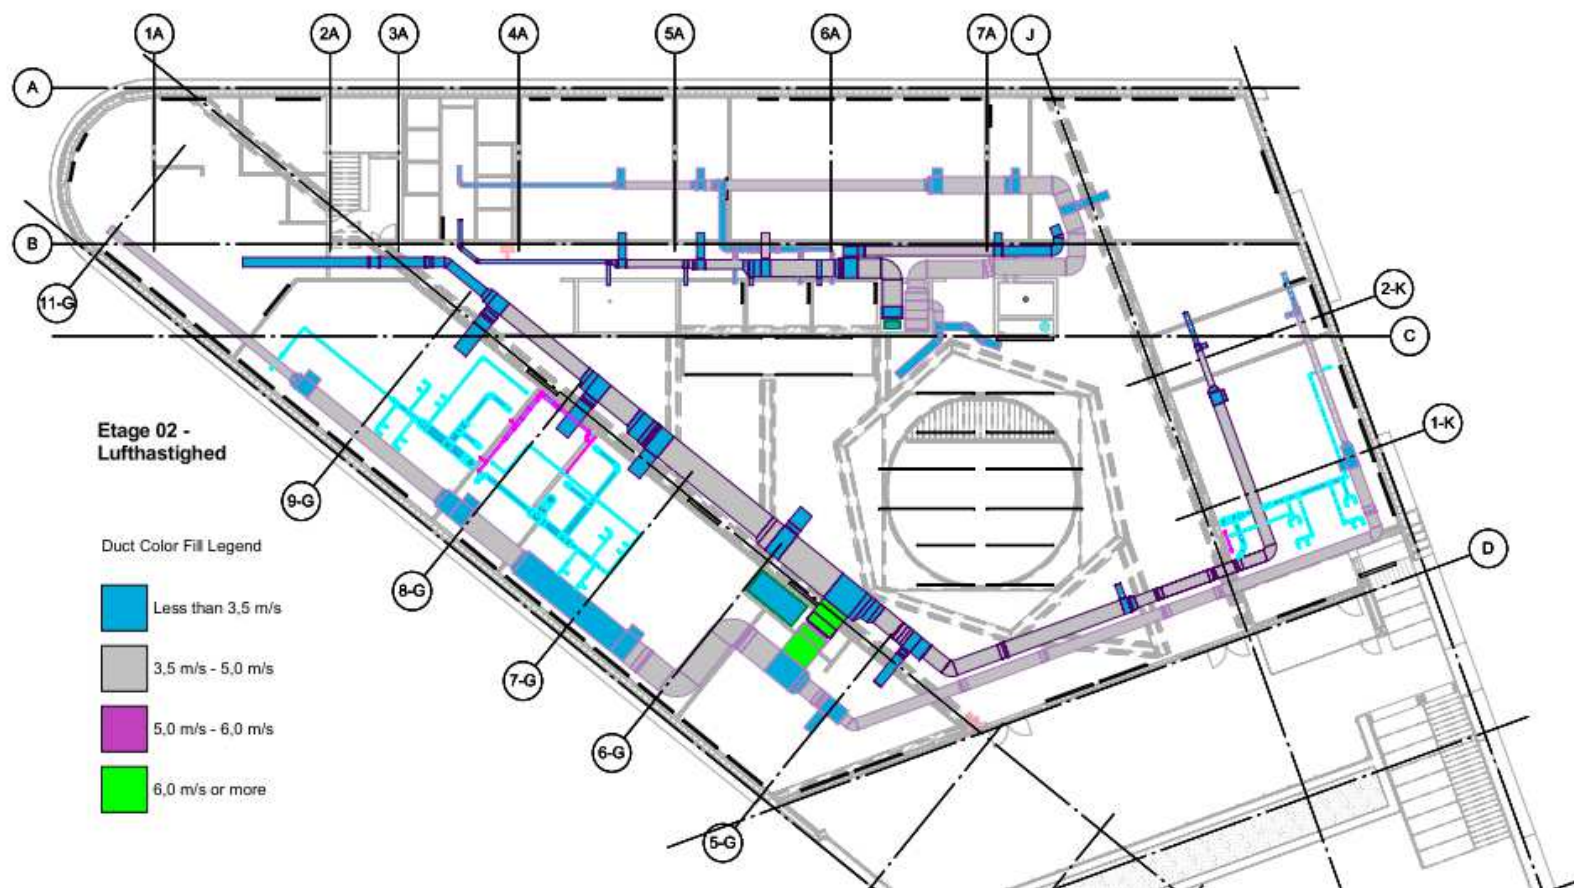 1A
2A
3A
4A
5A
6A
7A
J
A
B
11-G
2-K
C
1-K
Etage 02 -
Lufthastighed
9-G
D
Duct Color Fill Legend
8-G
Less than 3,5 m/s
3,5 m/s - 5,0 m/s
7-G
5,0 m/s - 6,0 m/s
6-G
6,0 m/s or more
5-G